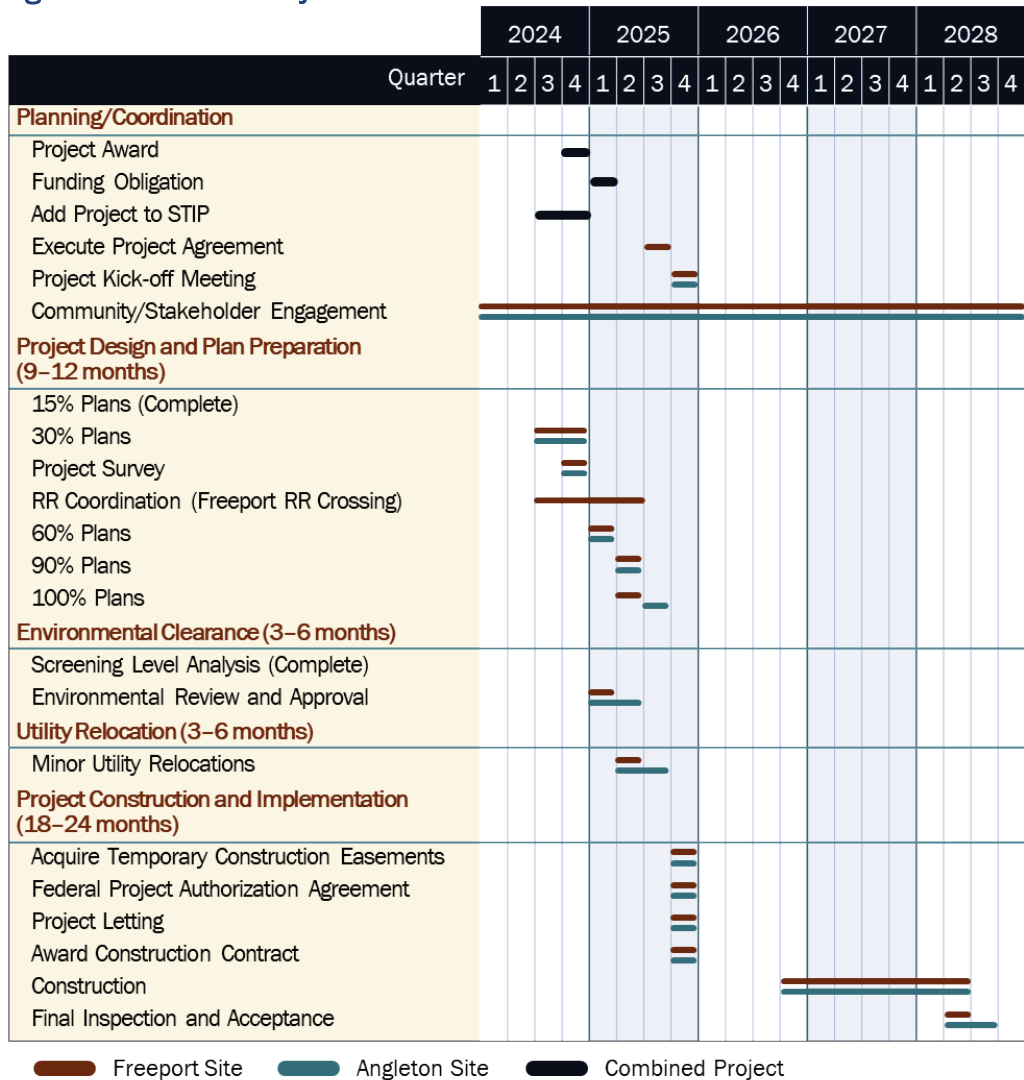 2024 2025 2026 2027 2028
Quarter 1 2 3 4 1 2 3 4 1 2 3 4 1 2 3 4 1 2 3 4
Planning/Coordination
Project Award
Funding Obligation
Add Project to STIP
Execute Project Agreement
Project Kick-off Meeting
Community/Stakeholder Engagement
Project Design and Plan Preparation
(9–12 months)
15% Plans (Complete)
30% Plans
Project Survey
RR Coordination (Freeport RR Crossing)
60% Plans
90% Plans
100% Plans
Environmental Clearance (3–6 months)
Screening Level Analysis (Complete)
Environmental Review and Approval
Utility Relocation (3–6 months)
Minor Utility Relocations
Project Construction and Implementation
(18–24 months)
Acquire Temporary Construction Easements
Federal Project Authorization Agreement
Project Letting
Award Construction Contract
Construction
Final Inspection and Acceptance
Freeport Site Angleton Site Combined Project